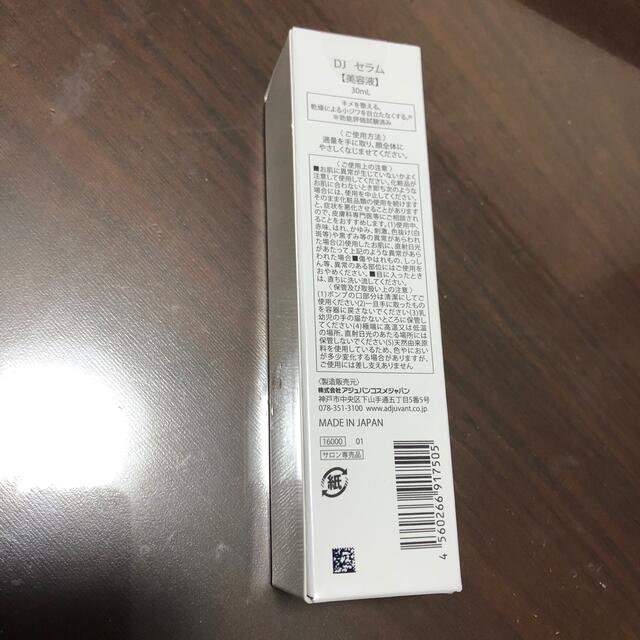 DJ セラム
【美容液】
30mL
キメを整える。
乾燥による小ジワを目立たなくする。※
※効能評価試験済み
〈ご使用方法〉
適量を手に取り、顔全体に
やさしくなじませてください。
〈ご使用上の注意〉
■お肌に異常が生じていないかよく
注意して使用してください。化粧品が
お肌に合わないとき即ち次のような
場合には、使用を中止してください。
そのまま化粧品類の使用を続けます
と、症状を悪化させることがあります
ので、皮膚科専門医等にご相談され
ることをおすすめします。(1)使用中、
赤味、はれ、かゆみ、刺激、色抜け(白
斑等)や黒ずみ等の異常があらわれ
た場合(2)使用したお肌に、直射日光
があたって上記のような異常があら
われた場合■傷やはれもの、しっし
ん等、異常のある部位にはご使用を
おやめください。■目に入ったとき
は、直ちに洗い流してください。
〈保管及び取扱い上の注意〉
(1)ポンプの口部分は清潔にしてご
使用ください(2)一旦手に取ったもの
を容器に戻さないでください(3)乳
幼児の手の届かないところに保管し
てください(4)極端に高温又は低温
の場所、直射日光のあたる場所には
保管しないでください(5)天然由来原
料を使用しているため、色やにおい
が多少変化する場合がありますが、
ご使用には差し支えありません
〈製造販売元〉
株式会社アジュバンコスメジャパン
神戸市中央区下山手通五丁目5番5号
078-351-3100 www.adjuvant.co.jp
MADE IN JAPAN
16000 01
サロン専売品
紙
4 560266 917505